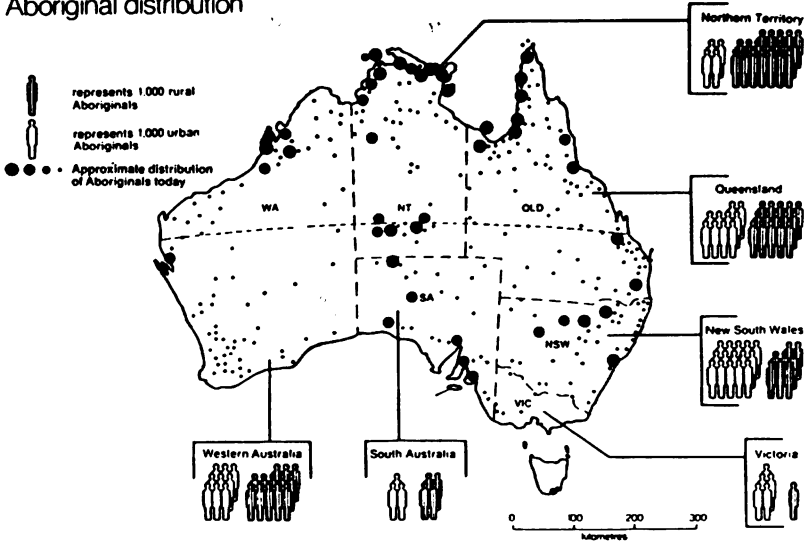 Aboriginal distribution
represents 1,000 rural
Aboriginals
represents 1,000 urban
Aboriginals
Approximate distribution
of Aboriginals today
Northern Territory
Queensland
New South Wales
Victoria
Western Australia
South Australia
WA
NT
QLD
SA
NSW
VIC
0 100 200 300
kilometres